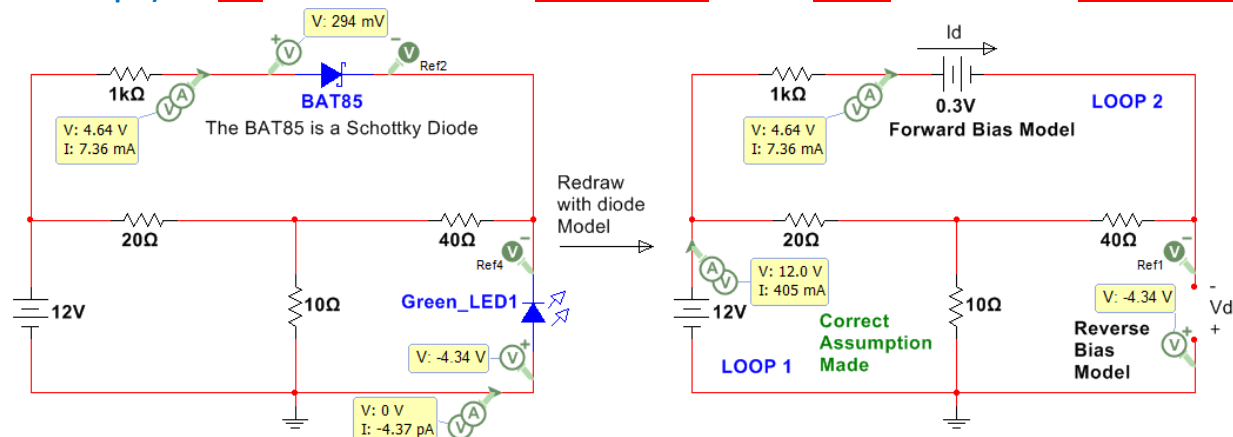 V: 294 mV
Ref2
1kΩ
BAT85
V: 4.64 V
I: 7.36 mA
The BAT85 is a Schottky Diode
20Ω
40Ω
Ref4
12V
10Ω
Green_LED1
V: -4.34 V
V: 0 V
I: -4.37 pA
Redraw
with diode
Model
Id
1kΩ
0.3V
LOOP 2
V: 4.64 V
I: 7.36 mA
Forward Bias Model
20Ω
40Ω
Ref1
V: 12.0 V
I: 405 mA
12V
10Ω
V: -4.34 V
-
Vd
+
Correct
Assumption
Made
Reverse
Bias
Model
LOOP 1